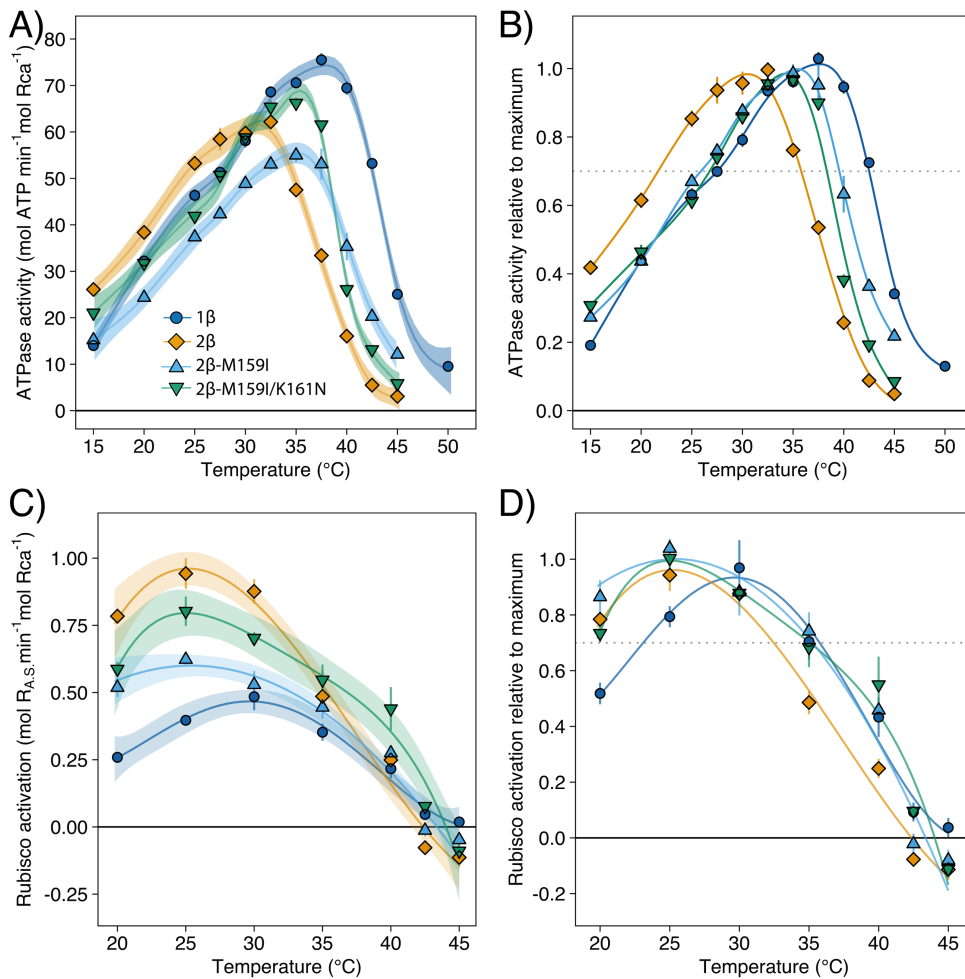 A)
ATPase activity (mol ATP min⁻¹mol Rca⁻¹)
80
70
60
50
40
30
20
10
0
1β
2β
2β-M159I
2β-M159I/K161N
15 20 25 30 35 40 45 50
Temperature (°C)
B)
ATPase activity relative to maximum
1.0
0.8
0.6
0.4
0.2
0.0
15 20 25 30 35 40 45 50
Temperature (°C)
C)
Rubisco activation (mol R_A.S. min⁻¹mol Rca⁻¹)
1.00
0.75
0.50
0.25
0.00
-0.25
20 25 30 35 40 45
Temperature (°C)
D)
Rubisco activation relative to maximum
1.0
0.8
0.6
0.4
0.2
0.0
-0.2
20 25 30 35 40 45
Temperature (°C)